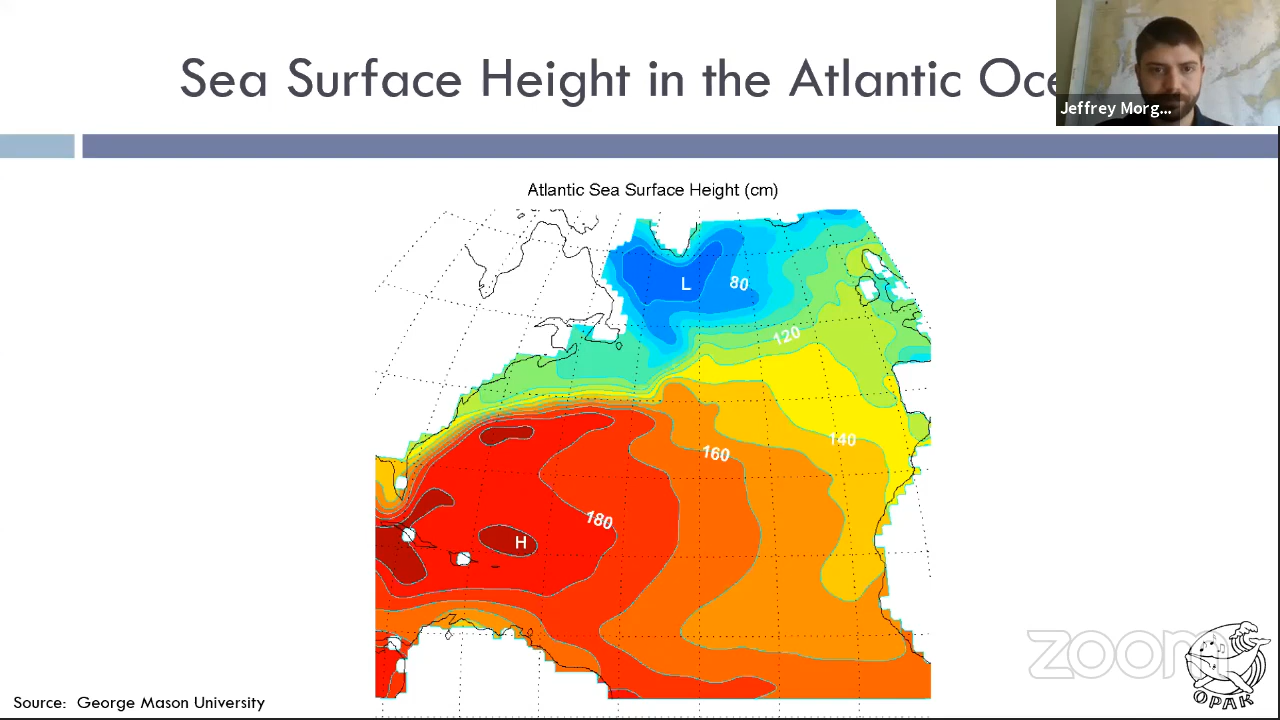 Sea Surface Height in the Atlantic Oce
Jeffrey Morg...
Atlantic Sea Surface Height (cm)
L
80
120
140
160
180
H
zoom
OPAK
Source: George Mason University